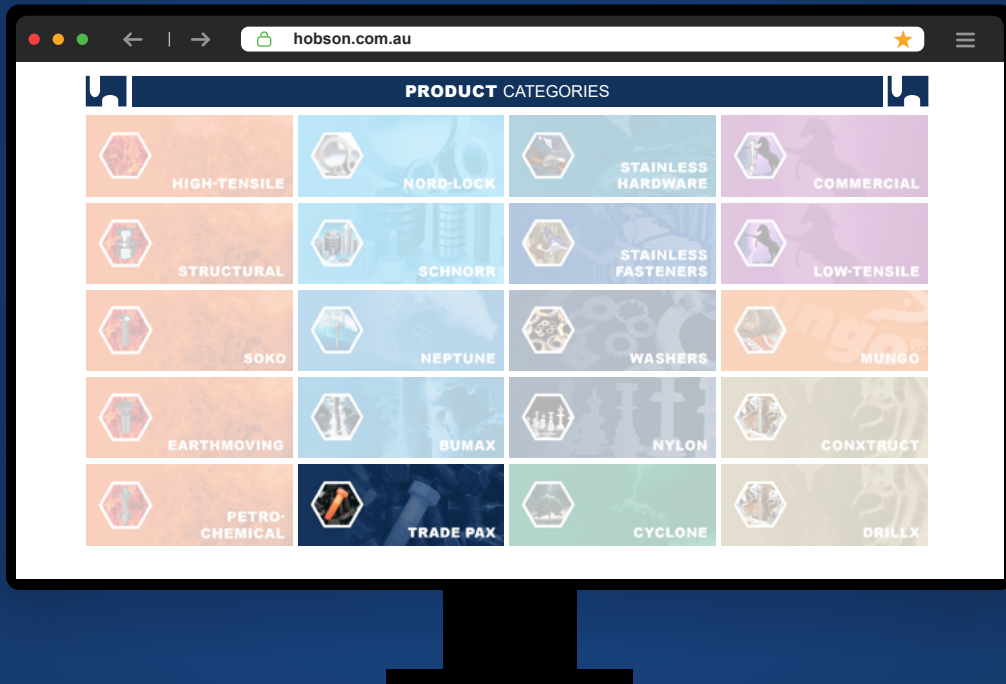 hobson.com.au
PRODUCT CATEGORIES
HIGH-TENSILE
NORD-LOCK
STAINLESS
HARDWARE
COMMERCIAL
STRUCTURAL
SCHNORR
STAINLESS
FASTENERS
LOW-TENSILE
SOKO
NEPTUNE
WASHERS
MUNGO
EARTHMOVING
BUMAX
NYLON
CONXTRUCT
PETRO-
CHEMICAL
TRADE PAX
CYCLONE
DRILLX